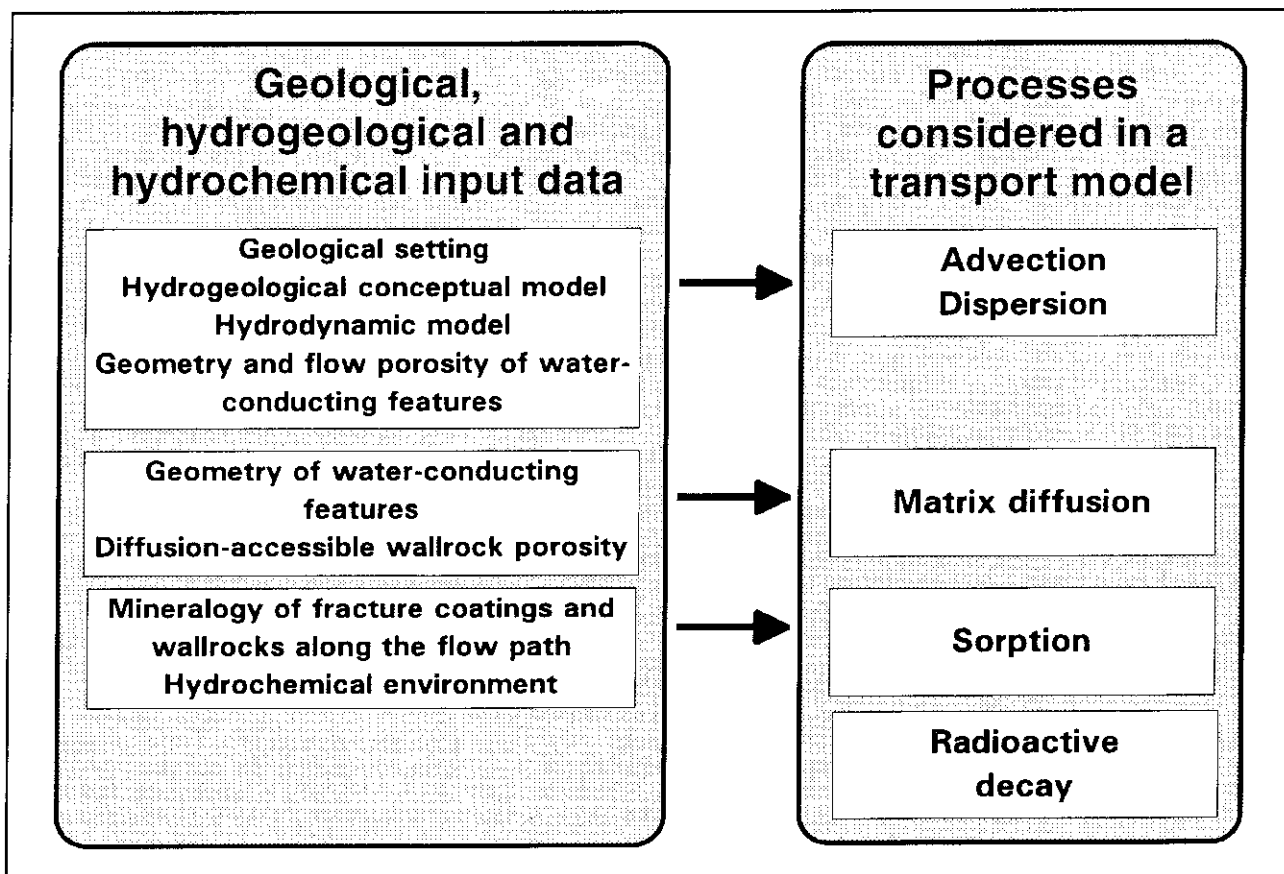 Geological,
hydrogeological and
hydrochemical input data
Geological setting
Hydrogeological conceptual model
Hydrodynamic model
Geometry and flow porosity of water-
conducting features
Geometry of water-conducting
features
Diffusion-accessible wallrock porosity
Mineralogy of fracture coatings and
wallrocks along the flow path
Hydrochemical environment
Processes
considered in a
transport model
Advection
Dispersion
Matrix diffusion
Sorption
Radioactive
decay